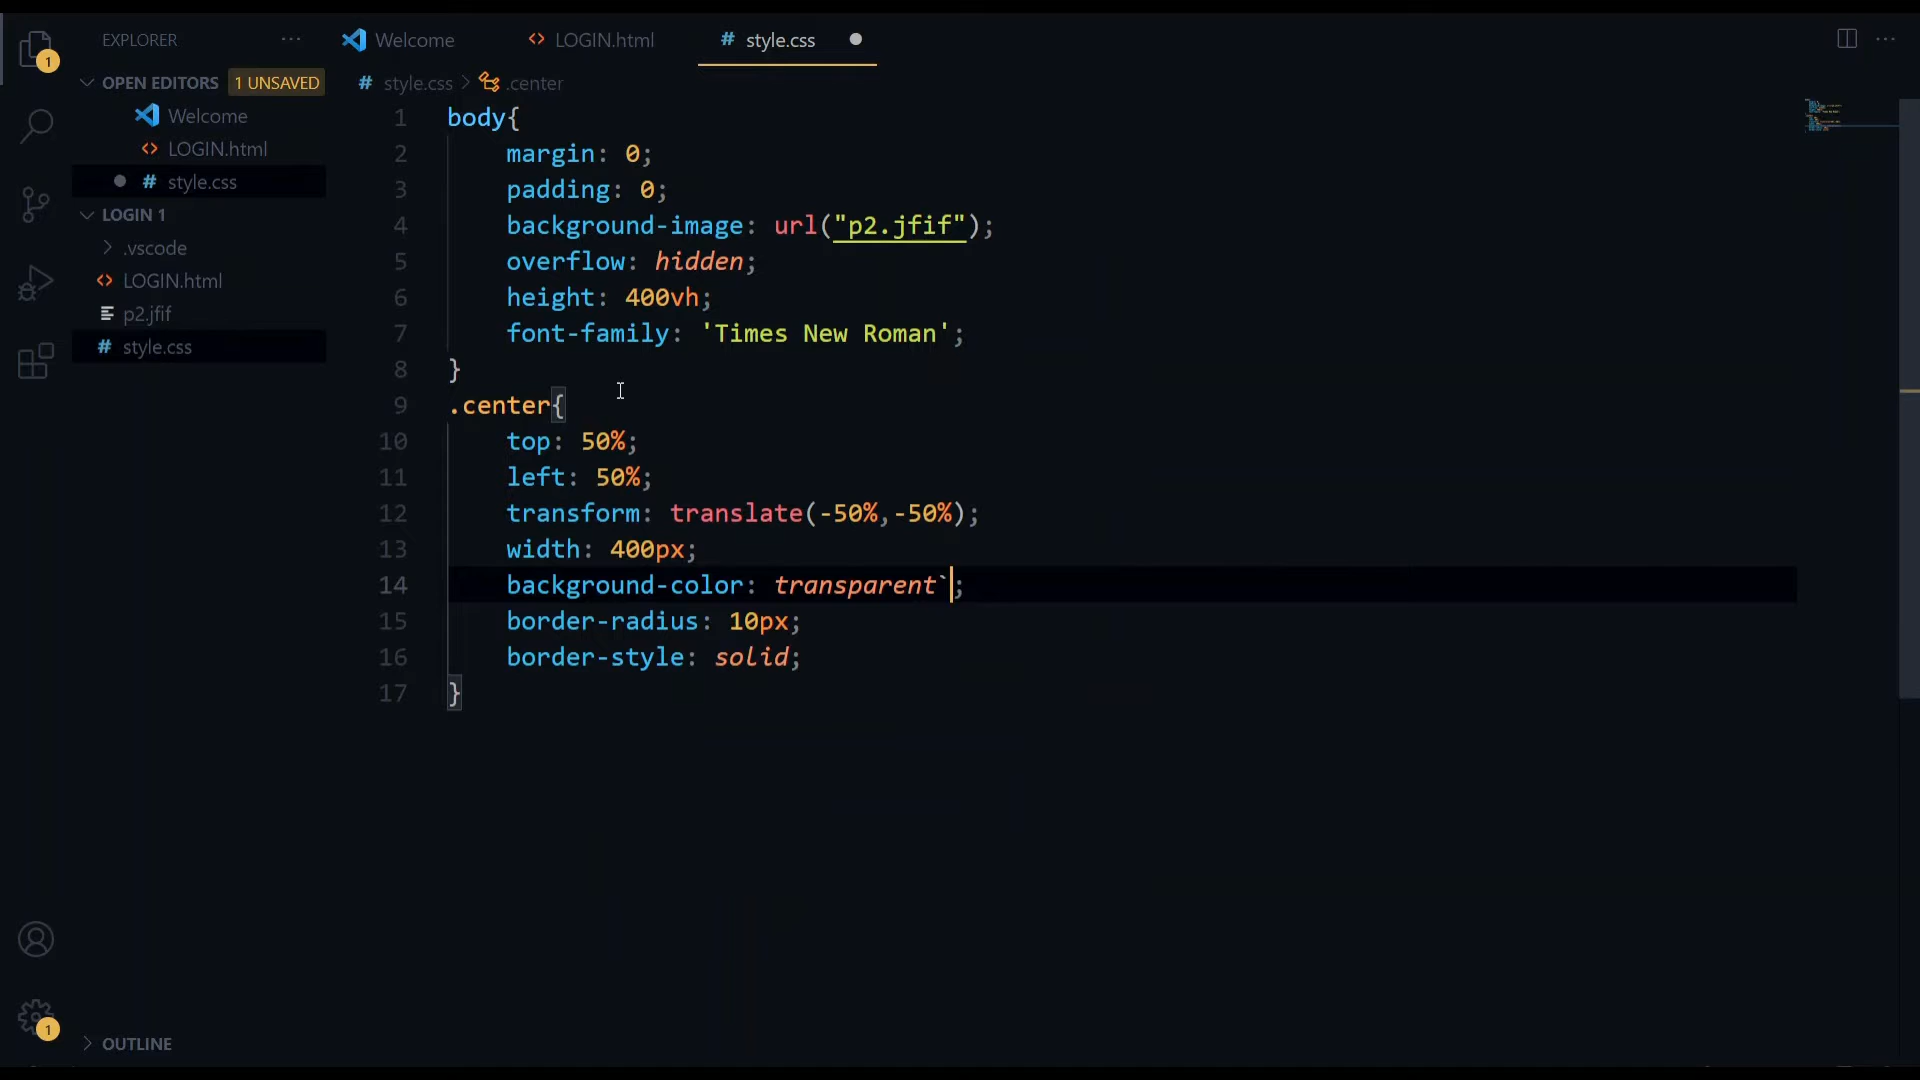 EXPLORER ···
Welcome
LOGIN.html
# style.css
OPEN EDITORS 1 UNSAVED
Welcome
LOGIN.html
# style.css
LOGIN 1
.vscode
LOGIN.html
p2.jfif
# style.css
OUTLINE
1
1
# style.css > .center
1 body{
2 margin: 0;
3 padding: 0;
4 background-image: url("p2.jfif");
5 overflow: hidden;
6 height: 400vh;
7 font-family: 'Times New Roman';
8 }
9 .center{
10 top: 50%;
11 left: 50%;
12 transform: translate(-50%,-50%);
13 width: 400px;
14 background-color: transparent`;
15 border-radius: 10px;
16 border-style: solid;
17 }